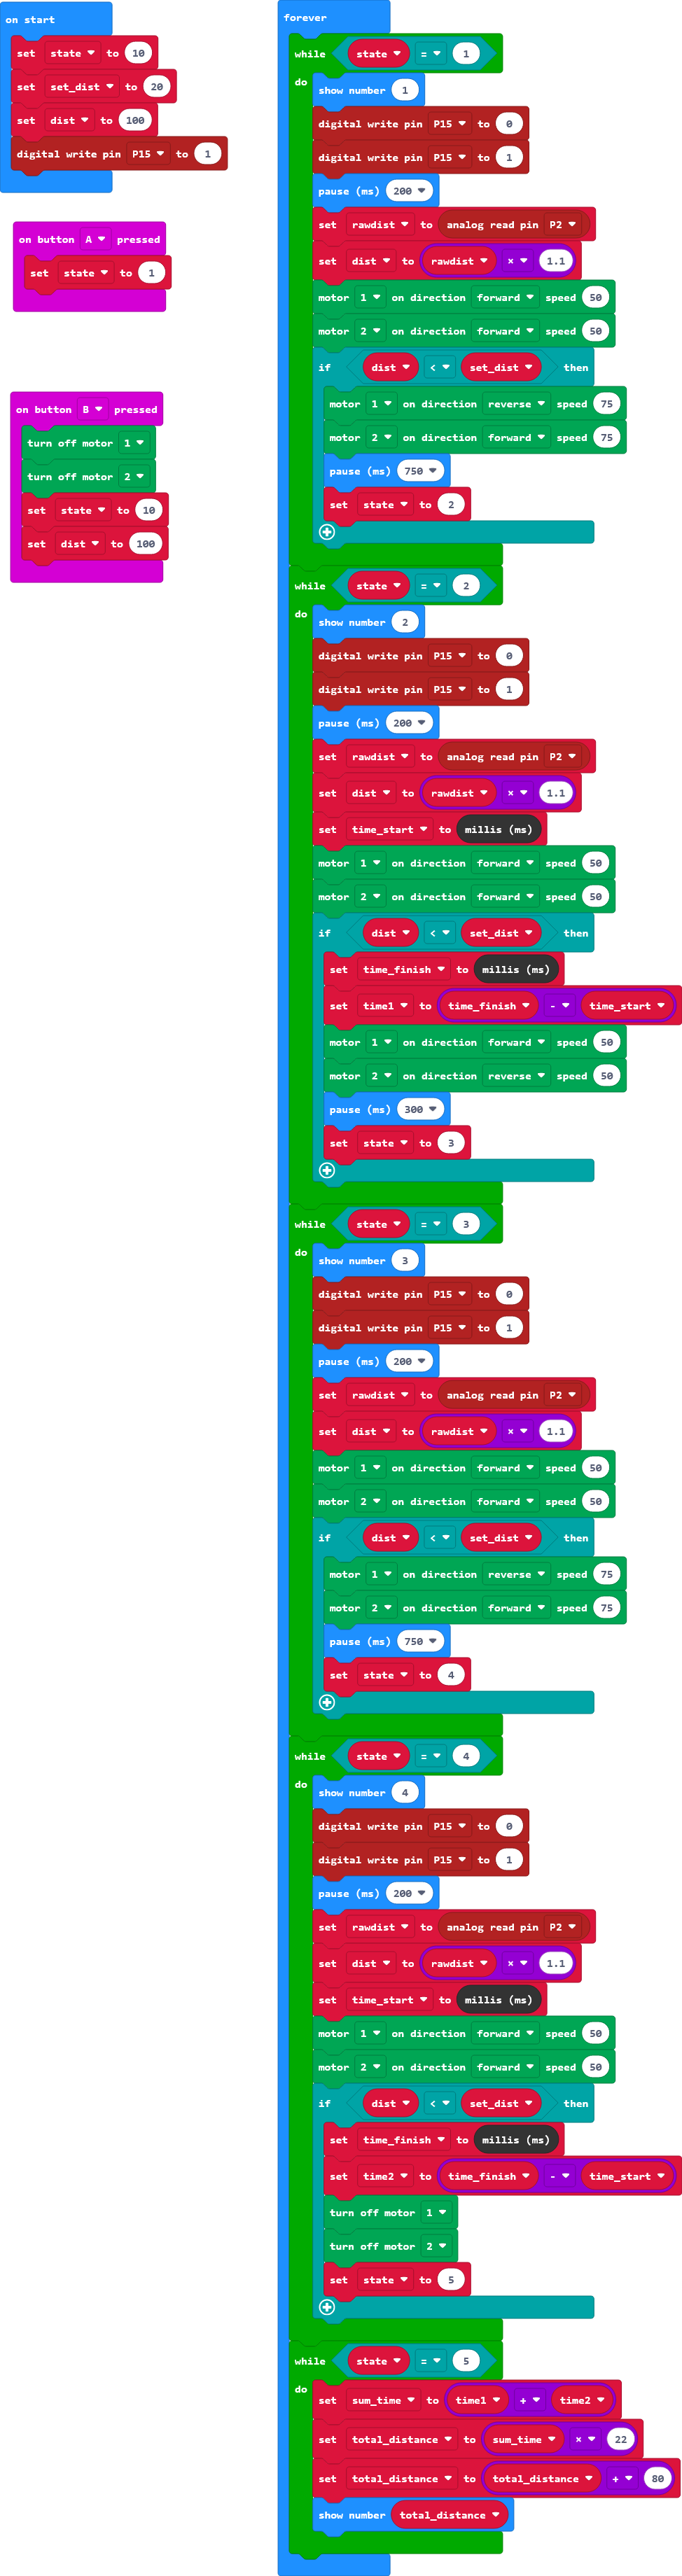 on start
set state to 10
set set_dist to 20
set dist to 100
digital write pin P15 to 1
on button A pressed
set state to 1
on button B pressed
turn off motor 1
turn off motor 2
set state to 10
set dist to 100
forever
while state = 1
do
show number 1
digital write pin P15 to 0
digital write pin P15 to 1
pause (ms) 200
set rawdist to analog read pin P2
set dist to rawdist × 1.1
motor 1 on direction forward speed 50
motor 2 on direction forward speed 50
if dist < set_dist then
motor 1 on direction reverse speed 75
motor 2 on direction forward speed 75
pause (ms) 750
set state to 2
while state = 2
do
show number 2
digital write pin P15 to 0
digital write pin P15 to 1
pause (ms) 200
set rawdist to analog read pin P2
set dist to rawdist × 1.1
set time_start to millis (ms)
motor 1 on direction forward speed 50
motor 2 on direction forward speed 50
if dist < set_dist then
set time_finish to millis (ms)
set time1 to time_finish - time_start
motor 1 on direction forward speed 50
motor 2 on direction reverse speed 50
pause (ms) 300
set state to 3
while state = 3
do
show number 3
digital write pin P15 to 0
digital write pin P15 to 1
pause (ms) 200
set rawdist to analog read pin P2
set dist to rawdist × 1.1
motor 1 on direction forward speed 50
motor 2 on direction forward speed 50
if dist < set_dist then
motor 1 on direction reverse speed 75
motor 2 on direction forward speed 75
pause (ms) 750
set state to 4
while state = 4
do
show number 4
digital write pin P15 to 0
digital write pin P15 to 1
pause (ms) 200
set rawdist to analog read pin P2
set dist to rawdist × 1.1
set time_start to millis (ms)
motor 1 on direction forward speed 50
motor 2 on direction forward speed 50
if dist < set_dist then
set time_finish to millis (ms)
set time2 to time_finish - time_start
turn off motor 1
turn off motor 2
set state to 5
while state = 5
do
set sum_time to time1 + time2
set total_distance to sum_time × 22
set total_distance to total_distance + 80
show number total_distance